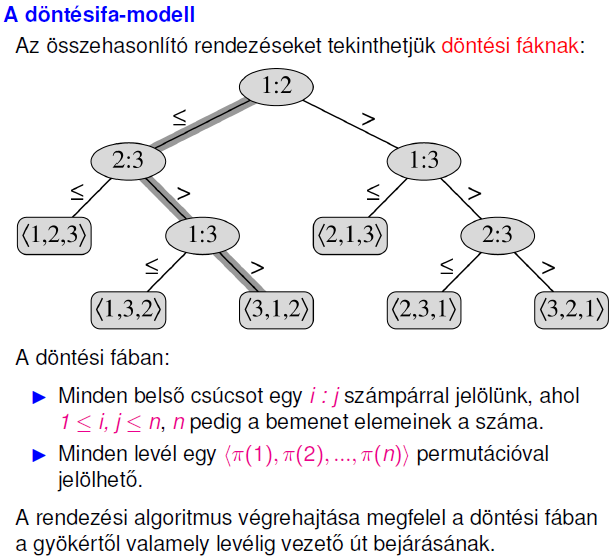 A döntésifa-modell
Az összehasonlító rendezéseket tekinthetjük döntési fáknak:
1:2
≤ >
2:3 1:3
≤ > ≤ >
⟨1,2,3⟩ 1:3 ⟨2,1,3⟩ 2:3
≤ > ≤ >
⟨1,3,2⟩ ⟨3,1,2⟩ ⟨2,3,1⟩ ⟨3,2,1⟩
A döntési fában:
▶ Minden belső csúcsot egy i : j számpárral jelölünk, ahol
1 ≤ i, j ≤ n, n pedig a bemenet elemeinek a száma.
▶ Minden levél egy ⟨π(1), π(2), ..., π(n)⟩ permutációval
jelölhető.
A rendezési algoritmus végrehajtása megfelel a döntési fában
a gyökértől valamely levélig vezető út bejárásának.